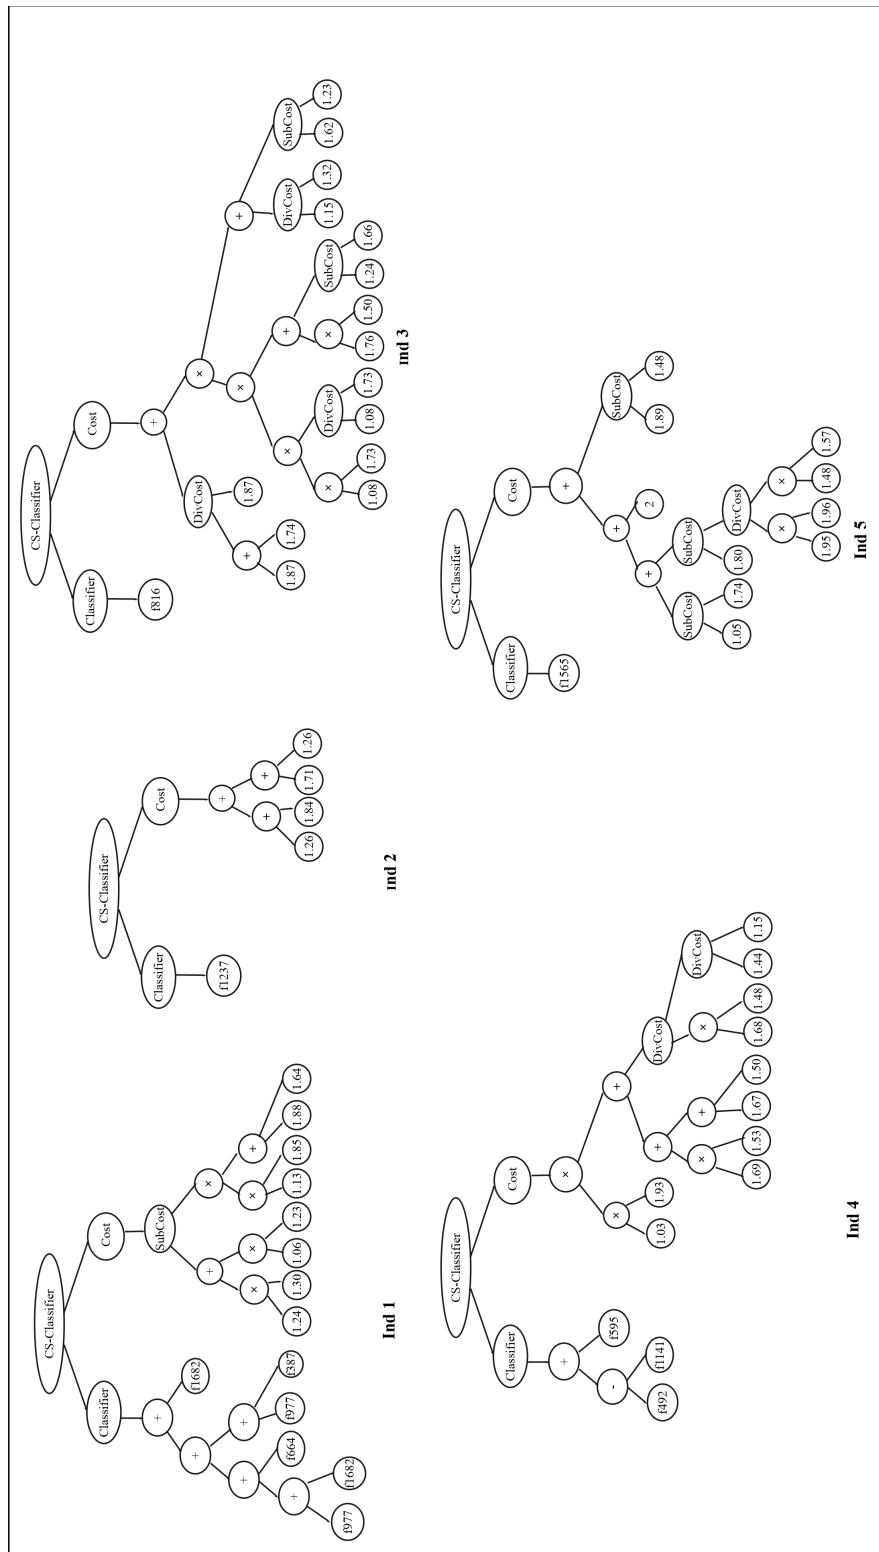 CS-Classifier
Classifier Cost
+ SubCost
+ f1682 + ×
+ + × × × +
+ f664 f977 f387 1.24 1.30 1.06 1.23 1.13 1.85 1.88 1.64
f977 f1682
Ind 1
CS-Classifier
Classifier Cost
f1237 +
+ +
1.26 1.84 1.71 1.26
Ind 2
CS-Classifier
Classifier Cost
f816 +
DivCost ×
+ 1.87 × +
1.87 1.74 × + DivCost SubCost
× DivCost × SubCost 1.15 1.32 1.62 1.23
1.08 1.73 1.08 1.73 1.76 1.50 1.24 1.66
Ind 3
CS-Classifier
Classifier Cost
+ ×
- f595 × +
f492 f1141 1.03 1.93 + DivCost
× + × DivCost
1.69 1.53 1.67 1.50 1.68 1.48 1.44 1.15
Ind 4
CS-Classifier
Classifier Cost
f1565 +
+ SubCost
+ 2 1.89 1.48
SubCost SubCost
1.05 1.74 1.80 DivCost
× ×
1.95 1.96 1.48 1.57
Ind 5